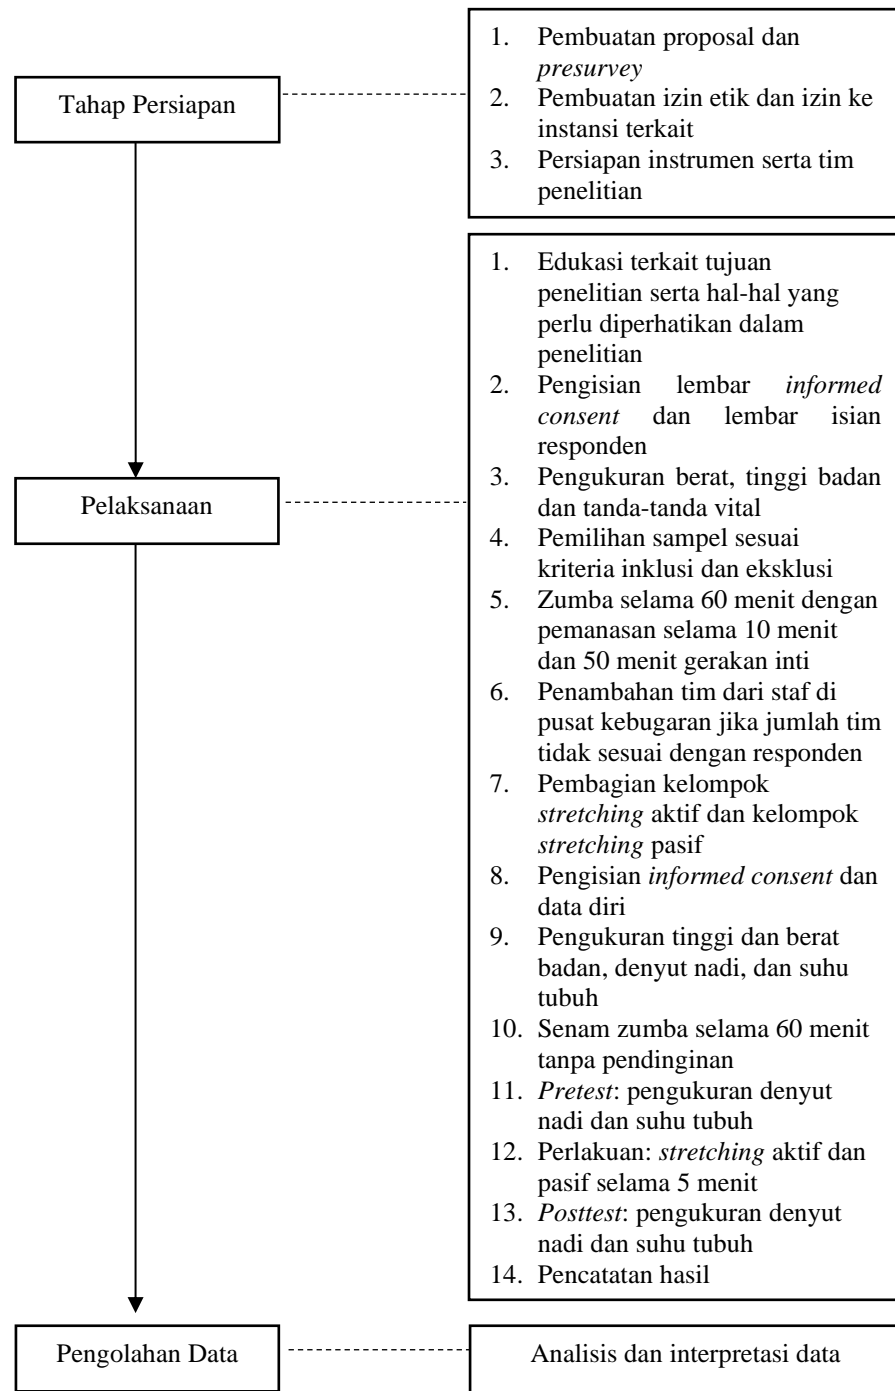 Tahap Persiapan
1. Pembuatan proposal dan
presurvey
2. Pembuatan izin etik dan izin ke
instansi terkait
3. Persiapan instrumen serta tim
penelitian
Pelaksanaan
1. Edukasi terkait tujuan
penelitian serta hal-hal yang
perlu diperhatikan dalam
penelitian
2. Pengisian lembar informed
consent dan lembar isian
responden
3. Pengukuran berat, tinggi badan
dan tanda-tanda vital
4. Pemilihan sampel sesuai
kriteria inklusi dan eksklusi
5. Zumba selama 60 menit dengan
pemanasan selama 10 menit
dan 50 menit gerakan inti
6. Penambahan tim dari staf di
pusat kebugaran jika jumlah tim
tidak sesuai dengan responden
7. Pembagian kelompok
stretching aktif dan kelompok
stretching pasif
8. Pengisian informed consent dan
data diri
9. Pengukuran tinggi dan berat
badan, denyut nadi, dan suhu
tubuh
10. Senam zumba selama 60 menit
tanpa pendinginan
11. Pretest: pengukuran denyut
nadi dan suhu tubuh
12. Perlakuan: stretching aktif dan
pasif selama 5 menit
13. Posttest: pengukuran denyut
nadi dan suhu tubuh
14. Pencatatan hasil
Pengolahan Data
Analisis dan interpretasi data